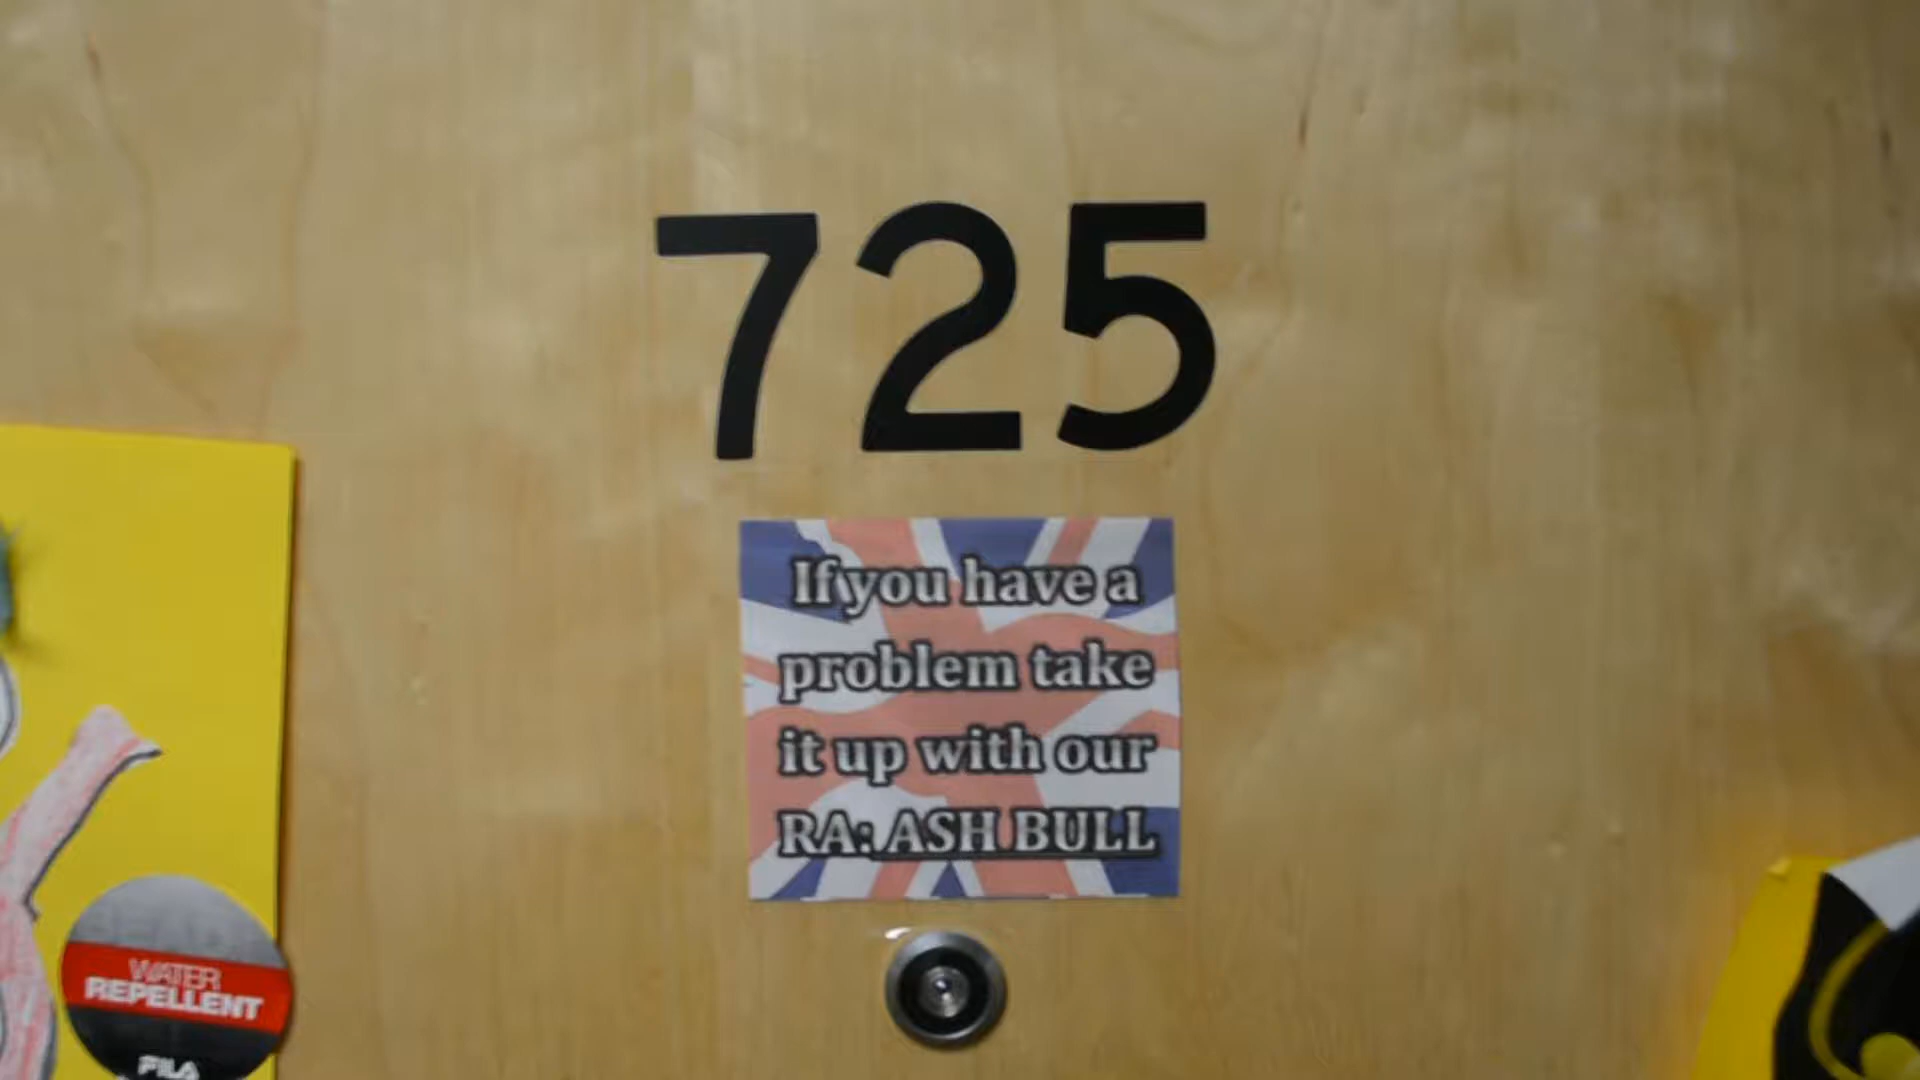 725
If you have a
problem take
it up with our
RA: ASH BULL
WATER
REPELLENT
FILA